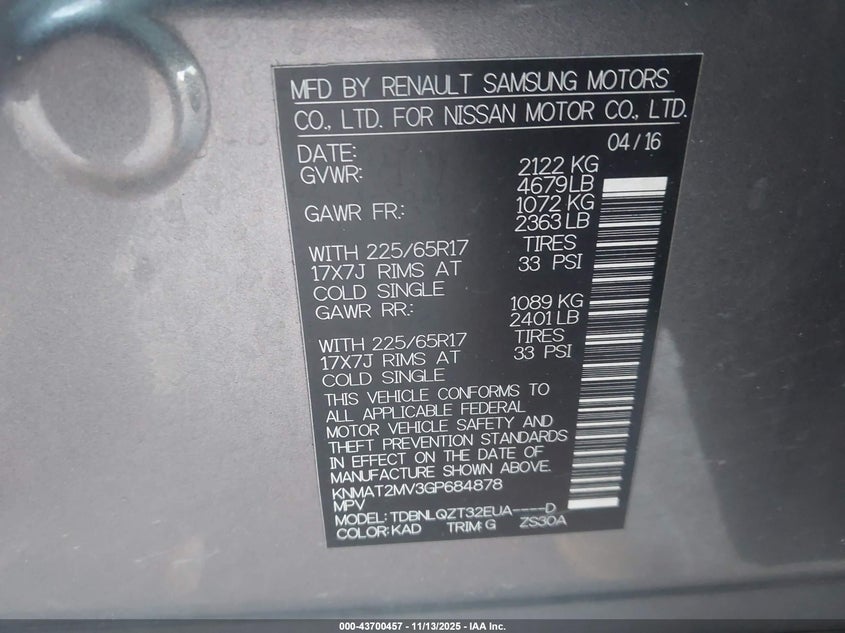 MFD BY RENAULT SAMSUNG MOTORS
CO., LTD. FOR NISSAN MOTOR CO., LTD.
DATE: 04/16
GVWR: 2122 KG
4679LB
GAWR FR.: 1072 KG
2363 LB
WITH 225/65R17 TIRES
17X7J RIMS AT 33 PSI
COLD SINGLE
GAWR RR.: 1089 KG
2401 LB
WITH 225/65R17 TIRES
17X7J RIMS AT 33 PSI
COLD SINGLE
THIS VEHICLE CONFORMS TO
ALL APPLICABLE FEDERAL
MOTOR VEHICLE SAFETY AND
THEFT PREVENTION STANDARDS
IN EFFECT ON THE DATE OF
MANUFACTURE SHOWN ABOVE.
KNMAT2MV3GP684878
MPV
MODEL: TDBNLQZT32EUA----D
COLOR: KAD TRIM: G ZS30A
000-43700457 - 11/13/2025 - IAA Inc.